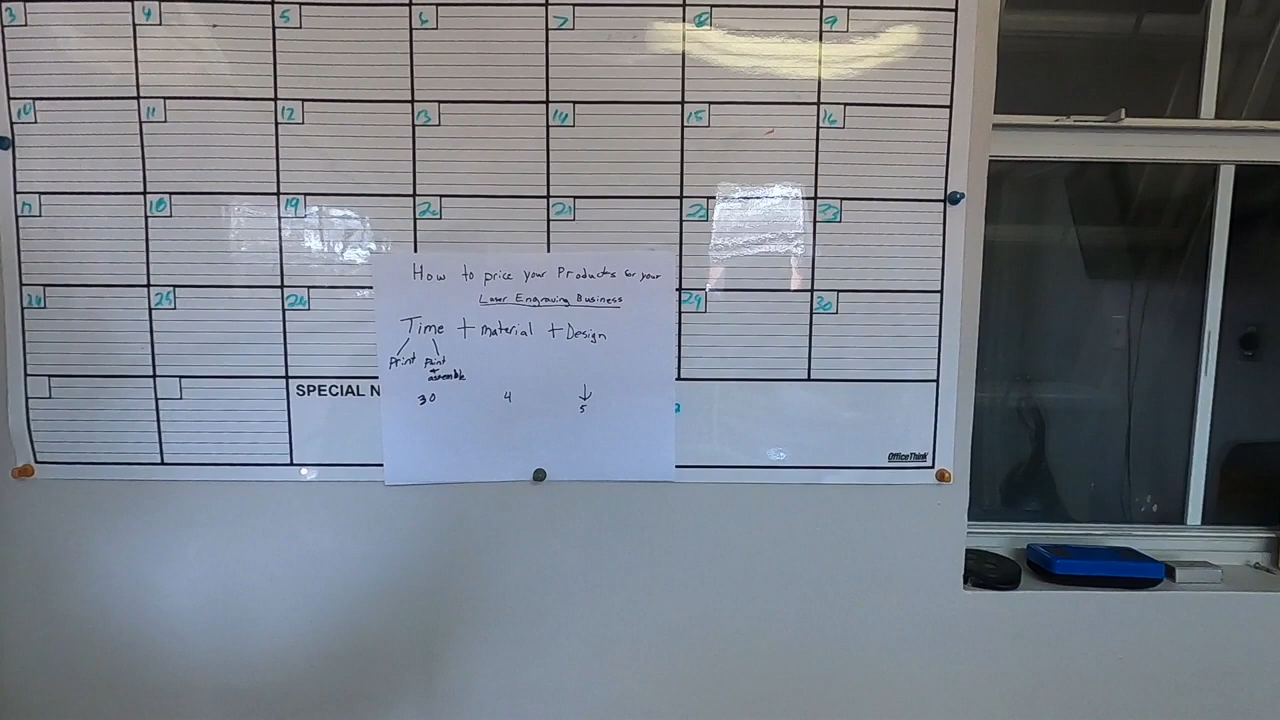 3 4 5 6 7 8 9
10 11 12 13 14 15 16
17 18 19 20 21 22 23
24 25 26 29 30
SPECIAL N
How to price your Products for your
Laser Engraving Business
Time + material + Design
print paint
or
assemble
30 4 5
OfficeThink